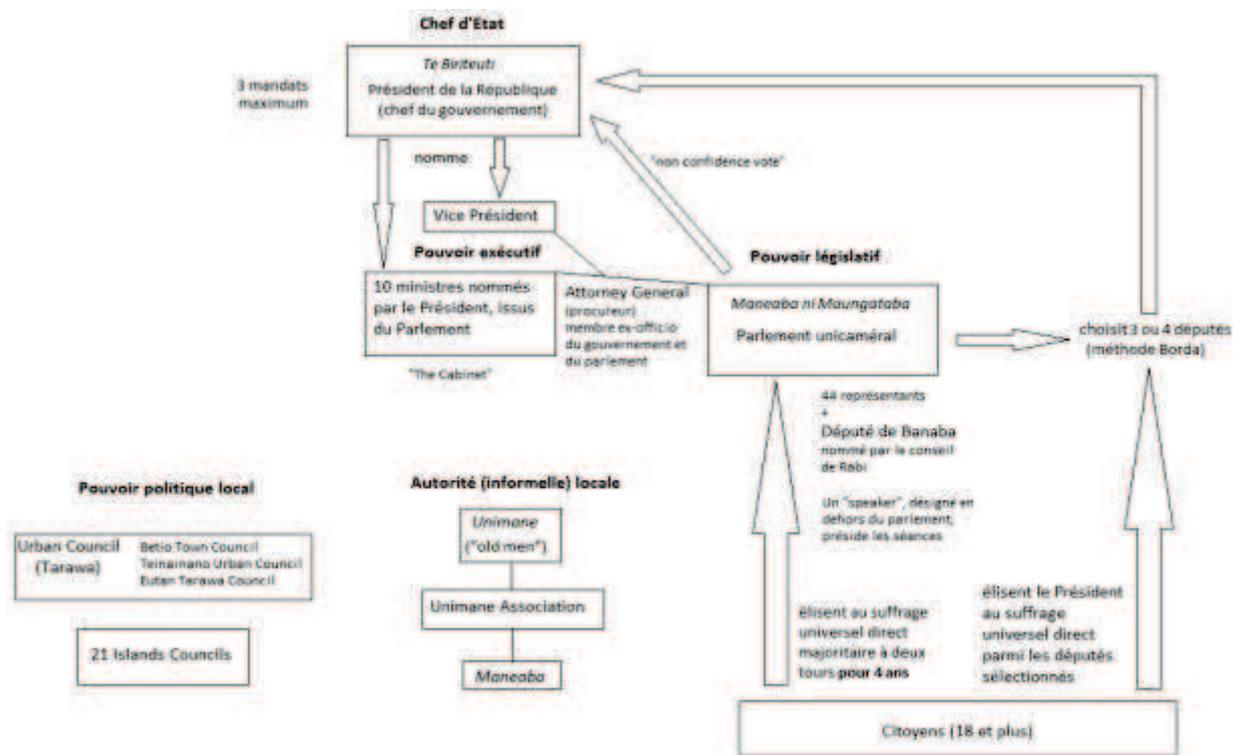 Chef d'Etat
Te Biriteuti
Président de la République
(chef du gouvernement)
3 mandats
maximum
nomme
"non confidence vote"
Vice Président
Pouvoir exécutif
10 ministres nommés
par le Président, issus
du Parlement
"The Cabinet"
Attorney General
(procureur)
membre ex-officio
du gouvernement et
du parlement
Pouvoir législatif
Maneaba ni Maungataba
Parlement unicaméral
choisit 3 ou 4 députés
(méthode Borda)
44 représentants
+
Député de Banaba
nommé par le conseil
de Rabi
Un "speaker", désigné en
dehors du parlement,
préside les séances
Pouvoir politique local
Urban Council
(Tarawa)
Betio Town Council
Teinainano Urban Council
Eutan Tarawa Council
21 Islands Councils
Autorité (informelle) locale
Unimane
("old men")
Unimane Association
Maneaba
élisent au suffrage
universel direct
majoritaire à deux
tours pour 4 ans
élisent le Président
au suffrage
universel direct
parmi les députés
sélectionnés
Citoyens (18 et plus)